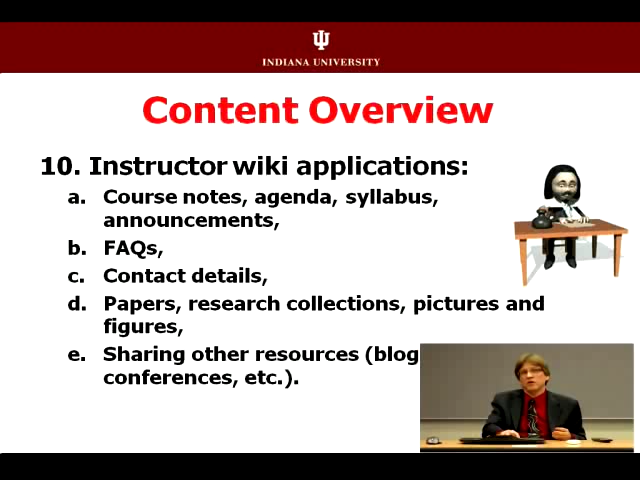 INDIANA UNIVERSITY
Content Overview
10. Instructor wiki applications:
a. Course notes, agenda, syllabus,
announcements,
b. FAQs,
c. Contact details,
d. Papers, research collections, pictures and
figures,
e. Sharing other resources (blog
conferences, etc.).